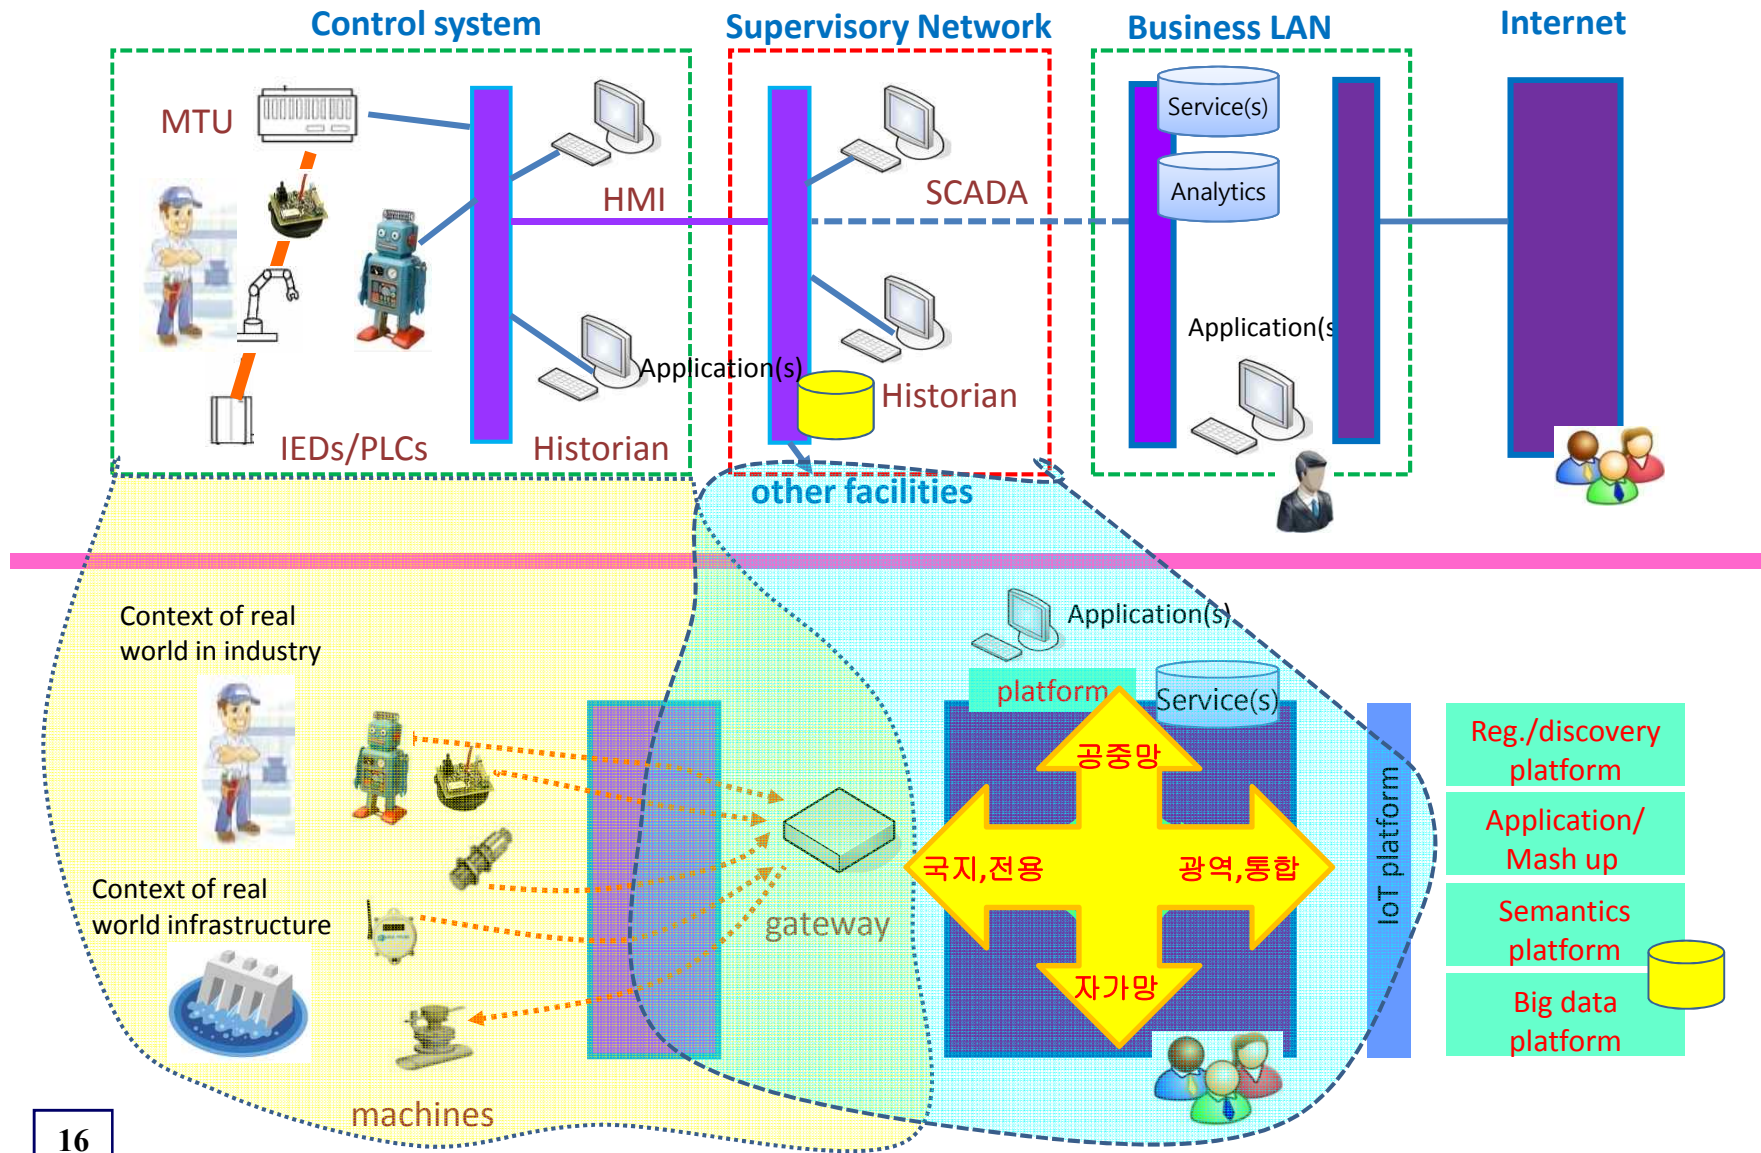 Control system
Supervisory Network
Business LAN
Internet
MTU
HMI
SCADA
Service(s)
Analytics
Application(s)
Application(s
Historian
IEDs/PLCs
Historian
other facilities
Context of real
world in industry
Application(s)
platform
Service(s)
공중망
국지,전용
광역,통합
자가망
gateway
Context of real
world infrastructure
machines
IoT platform
Reg./discovery
platform
Application/
Mash up
Semantics
platform
Big data
platform
16